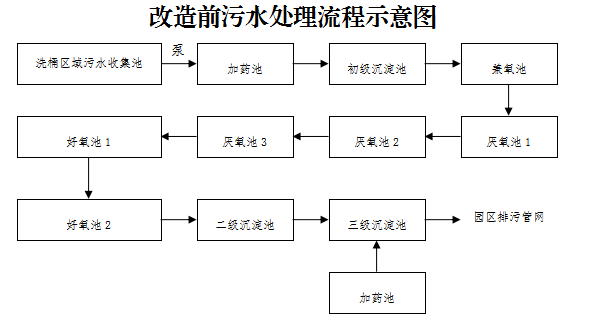 改造前污水处理流程示意图
洗桶区域污水收集池
泵
加药池
初级沉淀池
兼氧池
厌氧池 1
厌氧池 2
厌氧池 3
好氧池 1
好氧池 2
二级沉淀池
三级沉淀池
园区排污管网
加药池